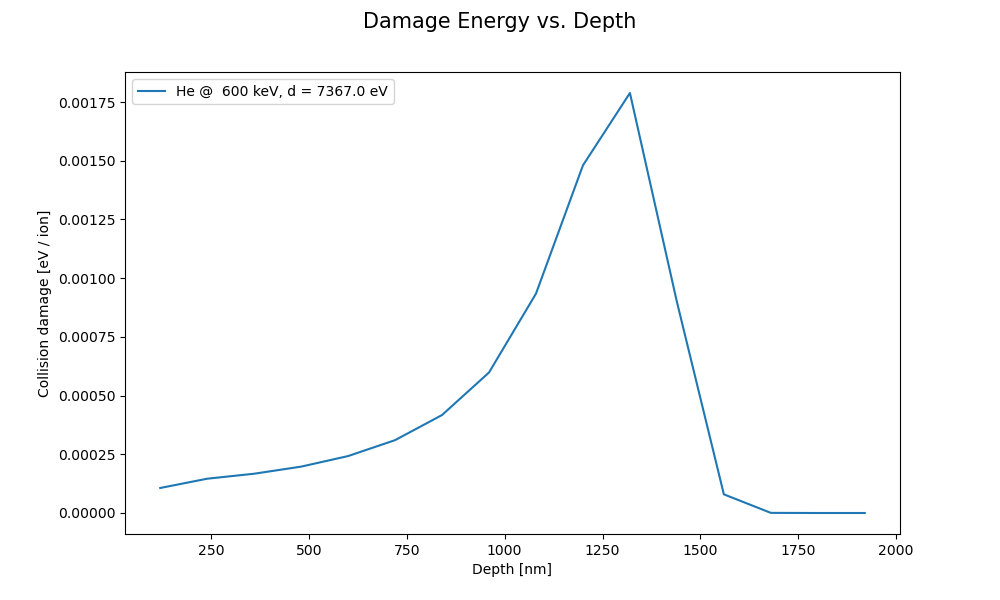 Damage Energy vs. Depth
He @  600 keV, d = 7367.0 eV
Collision damage [eV / ion]
0.00175
0.00150
0.00125
0.00100
0.00075
0.00050
0.00025
0.00000
250 500 750 1000 1250 1500 1750 2000
Depth [nm]